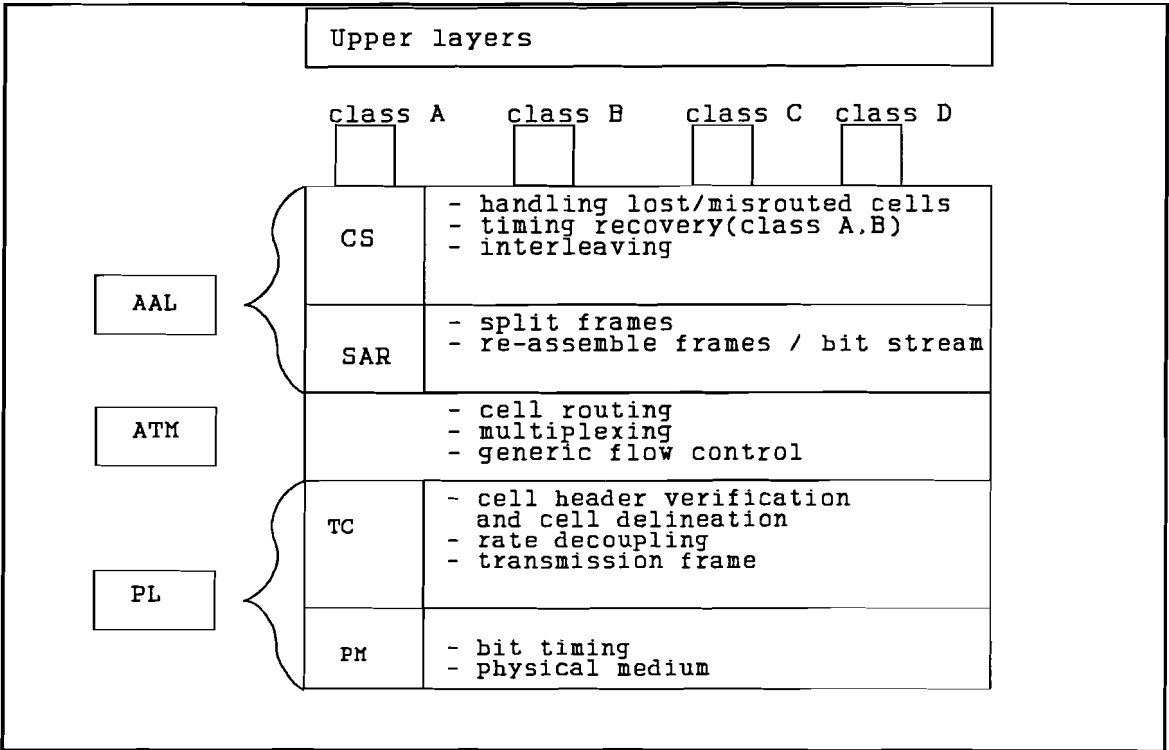 Upper layers
class A class B class C class D
CS
- handling lost/misrouted cells
- timing recovery(class A,B)
- interleaving
AAL
SAR
- split frames
- re-assemble frames / bit stream
ATM
- cell routing
- multiplexing
- generic flow control
TC
- cell header verification
and cell delineation
- rate decoupling
- transmission frame
PL
PM
- bit timing
- physical medium